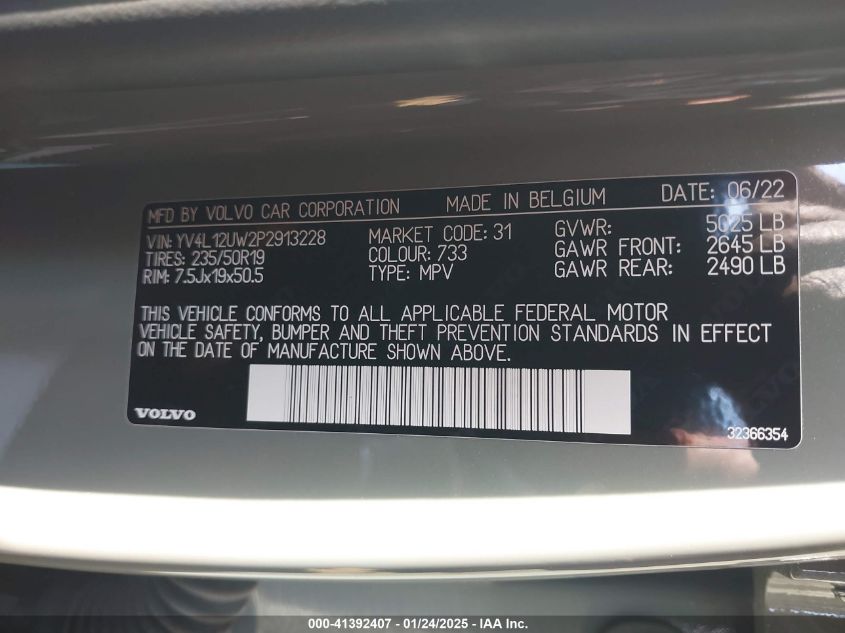 MFD BY VOLVO CAR CORPORATION MADE IN BELGIUM DATE: 06/22
VIN: YV4L12UW2P2913228 MARKET CODE: 31 GVWR: 5025 LB
TIRES: 235/50R19 COLOUR: 733 GAWR FRONT: 2645 LB
RIM: 7.5Jx19x50.5 TYPE: MPV GAWR REAR: 2490 LB
THIS VEHICLE CONFORMS TO ALL APPLICABLE FEDERAL MOTOR
VEHICLE SAFETY, BUMPER AND THEFT PREVENTION STANDARDS IN EFFECT
ON THE DATE OF MANUFACTURE SHOWN ABOVE.
VOLVO
32366354
000-41392407 - 01/24/2025 - IAA Inc.